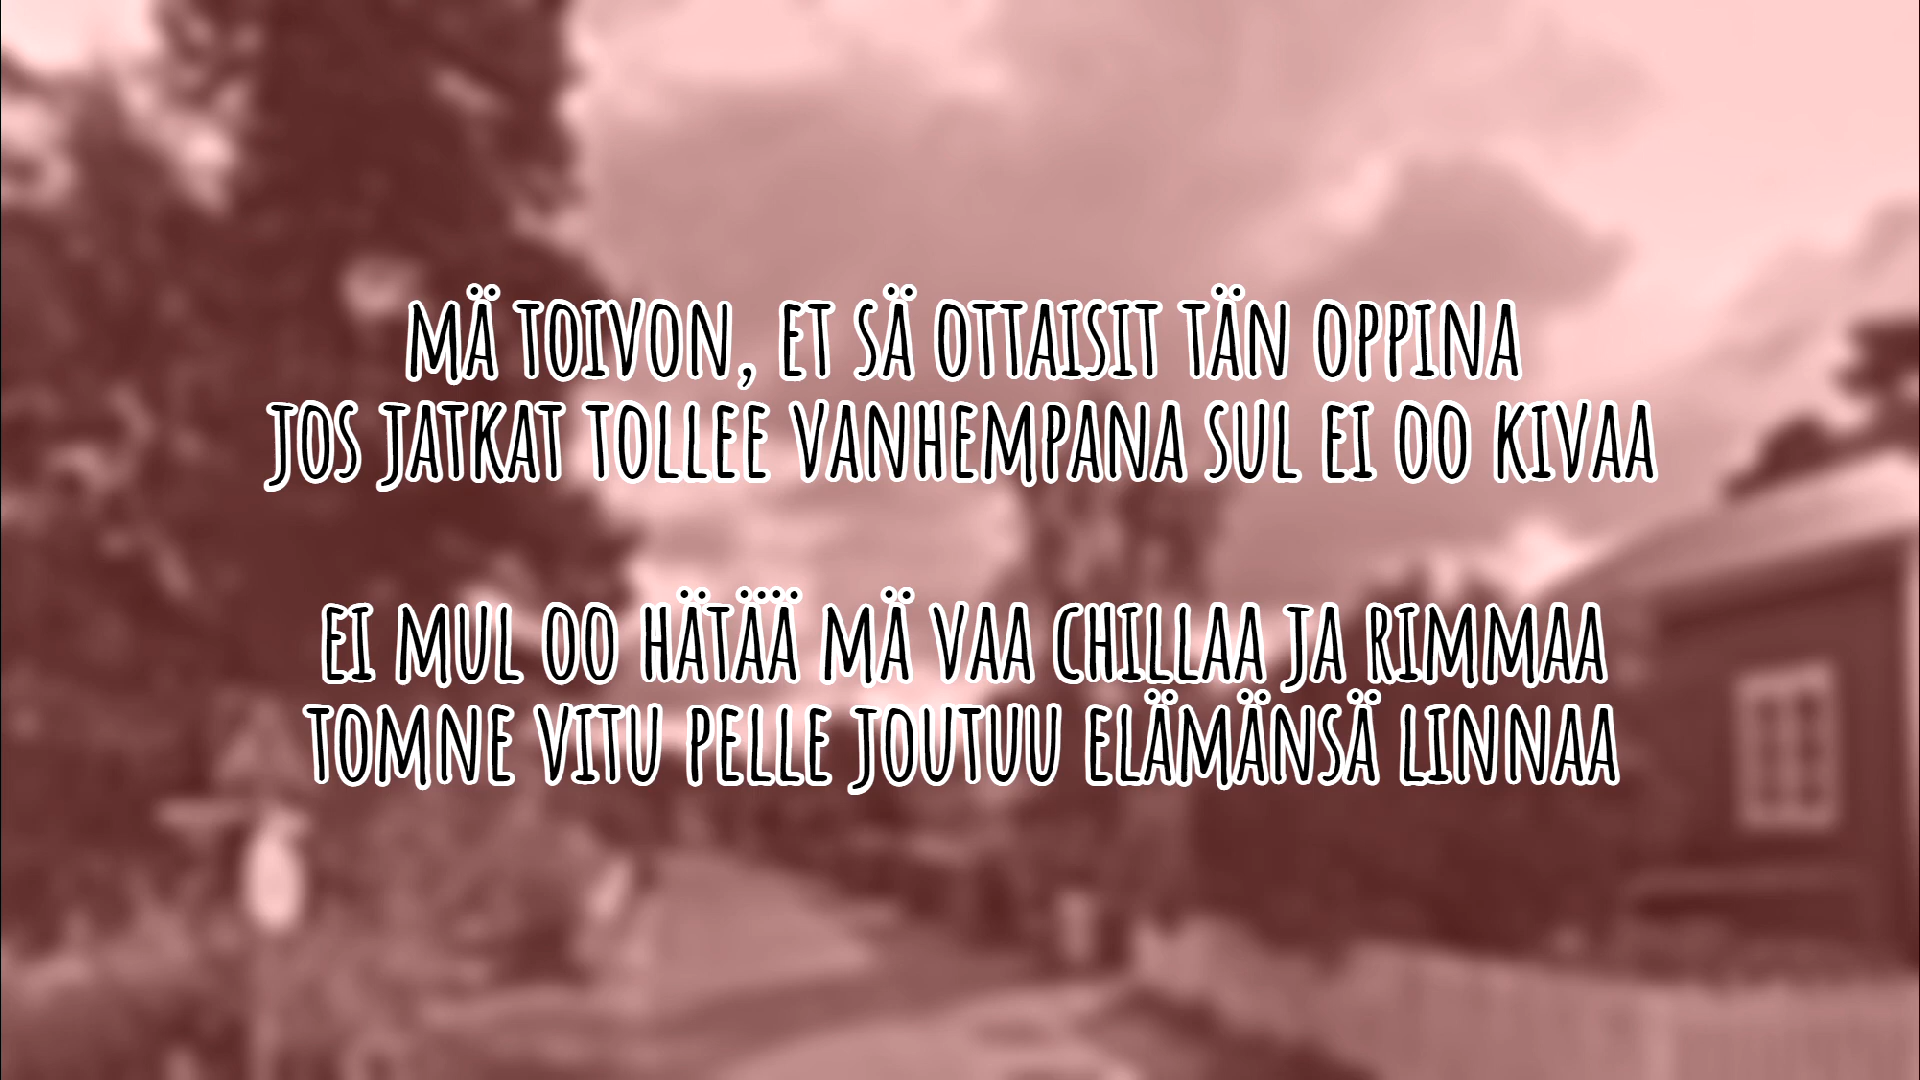 MÄ TOIVON, ET SÄ OTTAISIT TÄN OPPINA
JOS JATKAT TOLLEE VANHEMPANA SUL EI OO KIVAA
EI MUL OO HÄTÄÄ MÄ VAA CHILLAA JA RIMMAA
TOMNE VITU PELLE JOUTUU ELÄMÄNSÄ LINNAA